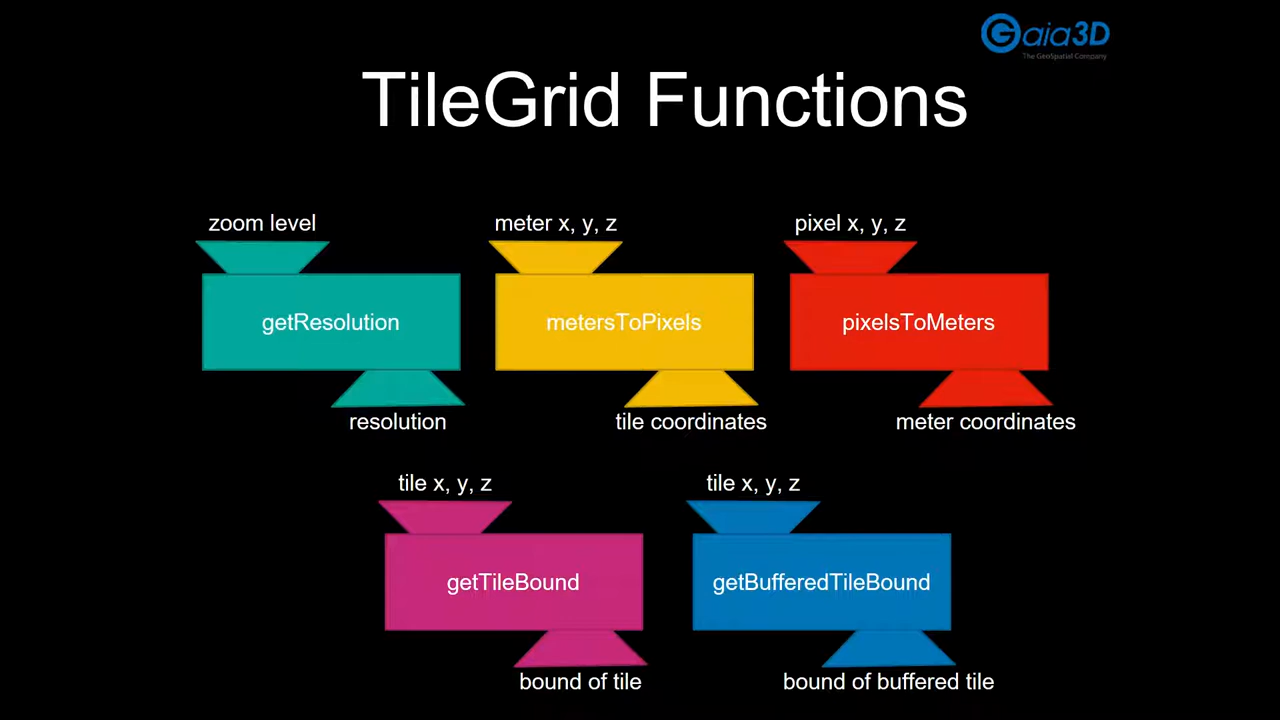 Gaia3D
The GeoSpatial Company
TileGrid Functions
zoom level
meter x, y, z
pixel x, y, z
getResolution
metersToPixels
pixelsToMeters
resolution
tile coordinates
meter coordinates
tile x, y, z
tile x, y, z
getTileBound
getBufferedTileBound
bound of tile
bound of buffered tile